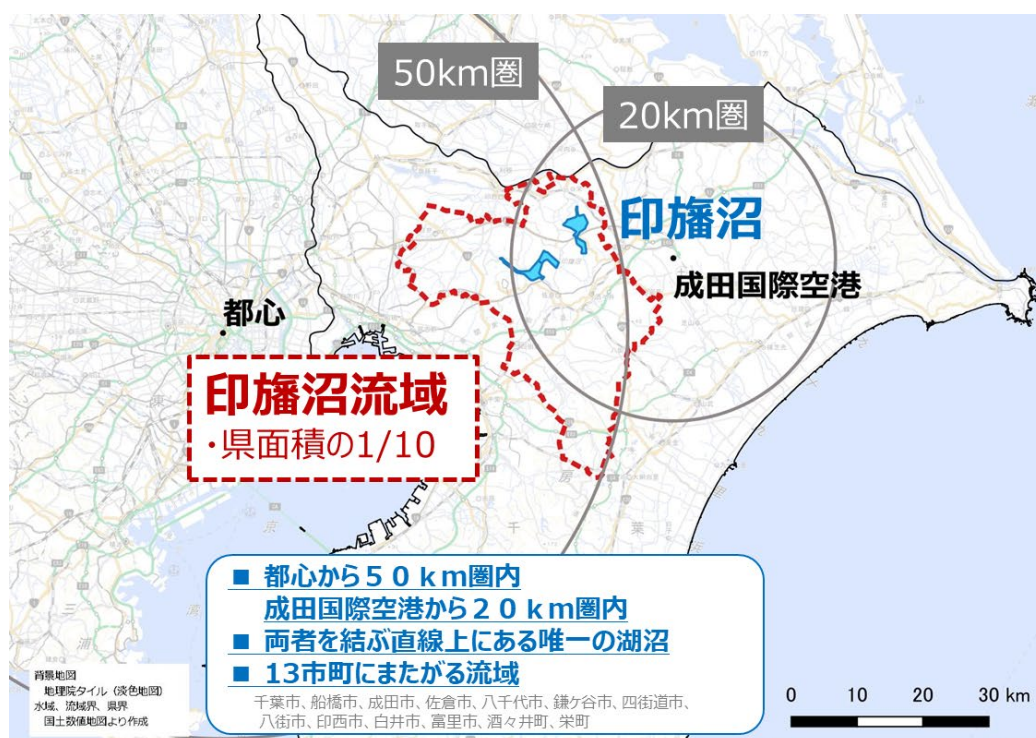 50km圏
20km圏
印旛沼
成田国際空港
都心
印旛沼流域
・県面積の1/10
■ 都心から50km圏内
成田国際空港から20km圏内
■ 両者を結ぶ直線上にある唯一の湖沼
■ 13市町にまたがる流域
千葉市、船橋市、成田市、佐倉市、八千代市、鎌ケ谷市、四街道市、
八街市、印西市、白井市、富里市、酒々井町、栄町
背景地図
地理院タイル（淡色地図）
水域、流域界、県界
国土数値地図より作成
0 10 20 30 km
千
葉
房
京
東
三
浦